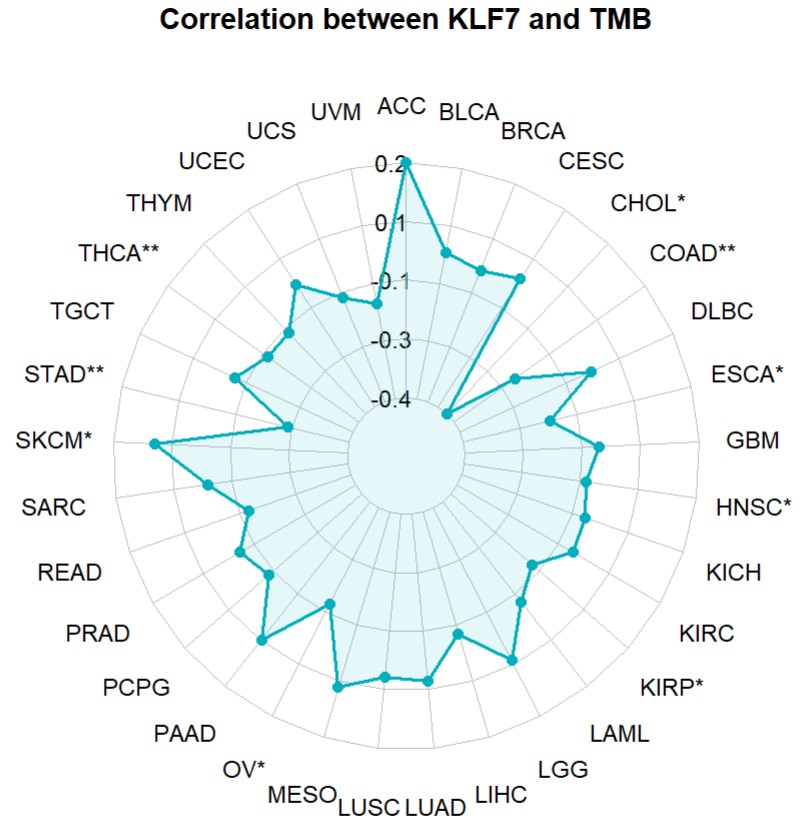 Correlation between KLF7 and TMB
ACC
BLCA
BRCA
CESC
CHOL*
COAD**
DLBC
ESCA*
GBM
HNSC*
KICH
KIRC
KIRP*
LAML
LGG
LIHC
LUAD
LUSC
MESO
OV*
PAAD
PCPG
PRAD
READ
SARC
SKCM*
STAD**
TGCT
THCA**
THYM
UCEC
UCS
UVM
0.2
0.1
-0.1
-0.3
-0.4